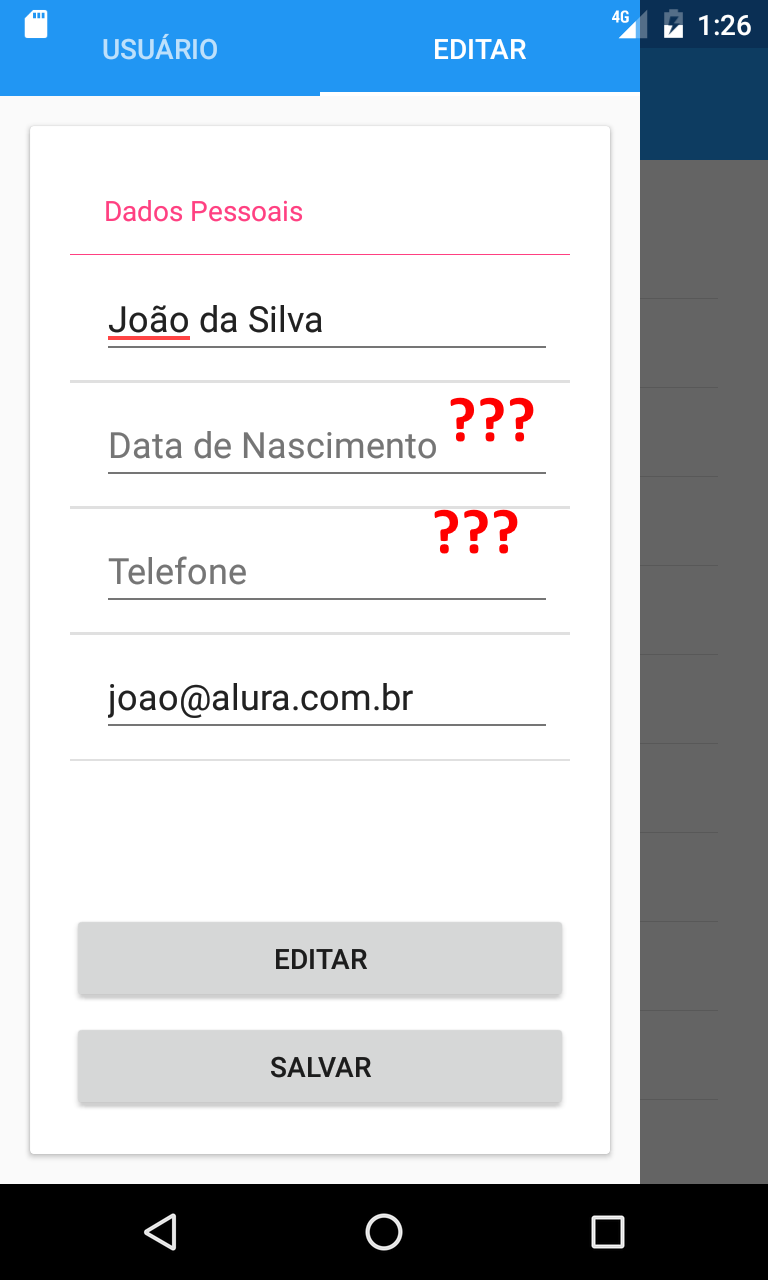 4G 1:26
USUÁRIO EDITAR
Dados Pessoais
João da Silva
???
Data de Nascimento
???
Telefone
joao@alura.com.br
EDITAR
SALVAR